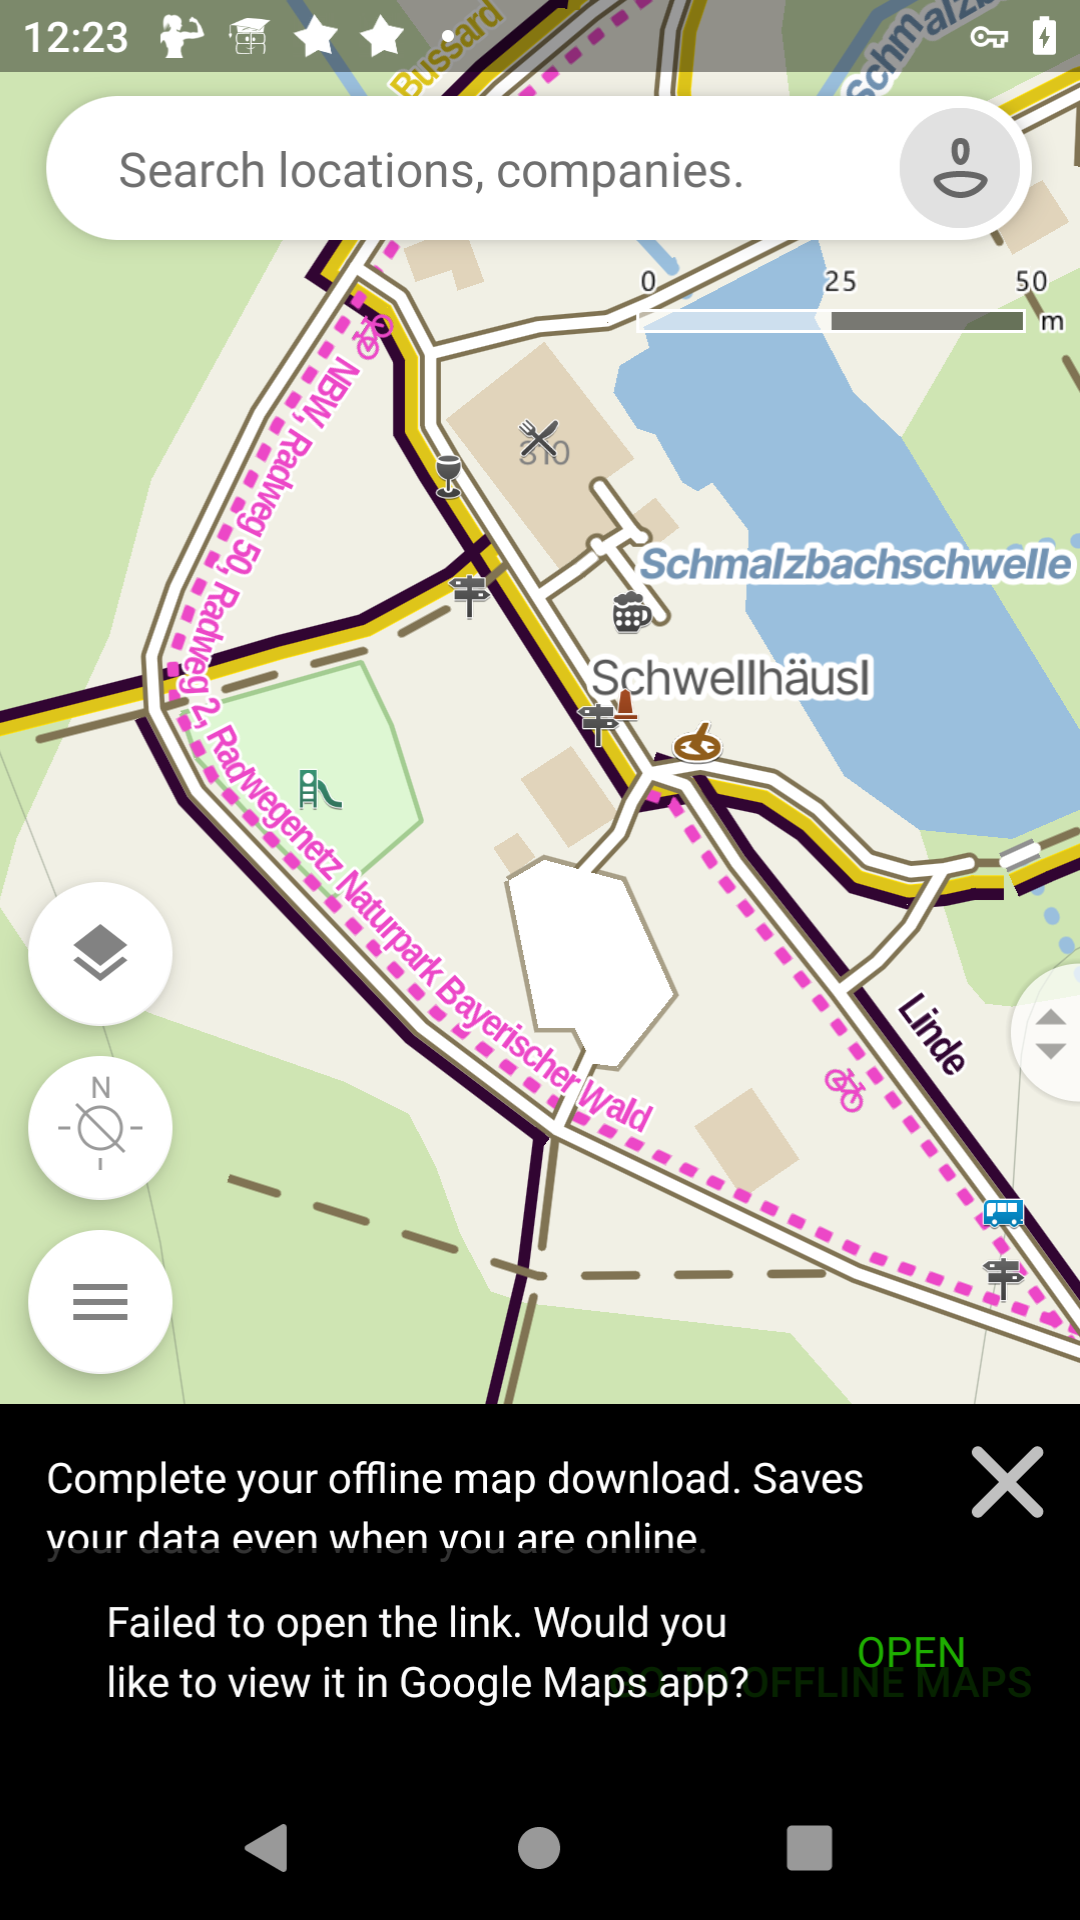 12:23
Bussard
Schmalzb
Search locations, companies.
0 25 50
m
NBW, Radweg 50, Radweg 2, Radwegenetz Naturpark Bayerischer Wald
310
Schmalzbachschwelle
Schwellhäusl
Linde
N
Complete your offline map download. Saves
your data even when you are online.
Failed to open the link. Would you
like to view it in Google Maps app?
OPEN
GO TO OFFLINE MAPS